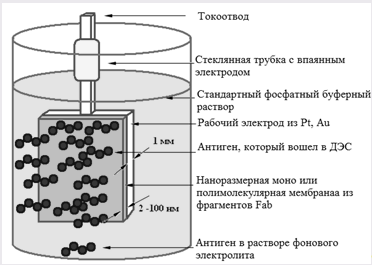 Токоотвод
Стеклянная трубка с впаянным
электродом
Стандартный фосфатный буферный
раствор
Рабочий электрод из Pt, Au
1 мм
Антиген, который вошел в ДЭС
Наноразмерная моно или
полимолекулярная мембранаа из
фрагментов Fab
2 -100 нм
Антиген в растворе фонового
электролита